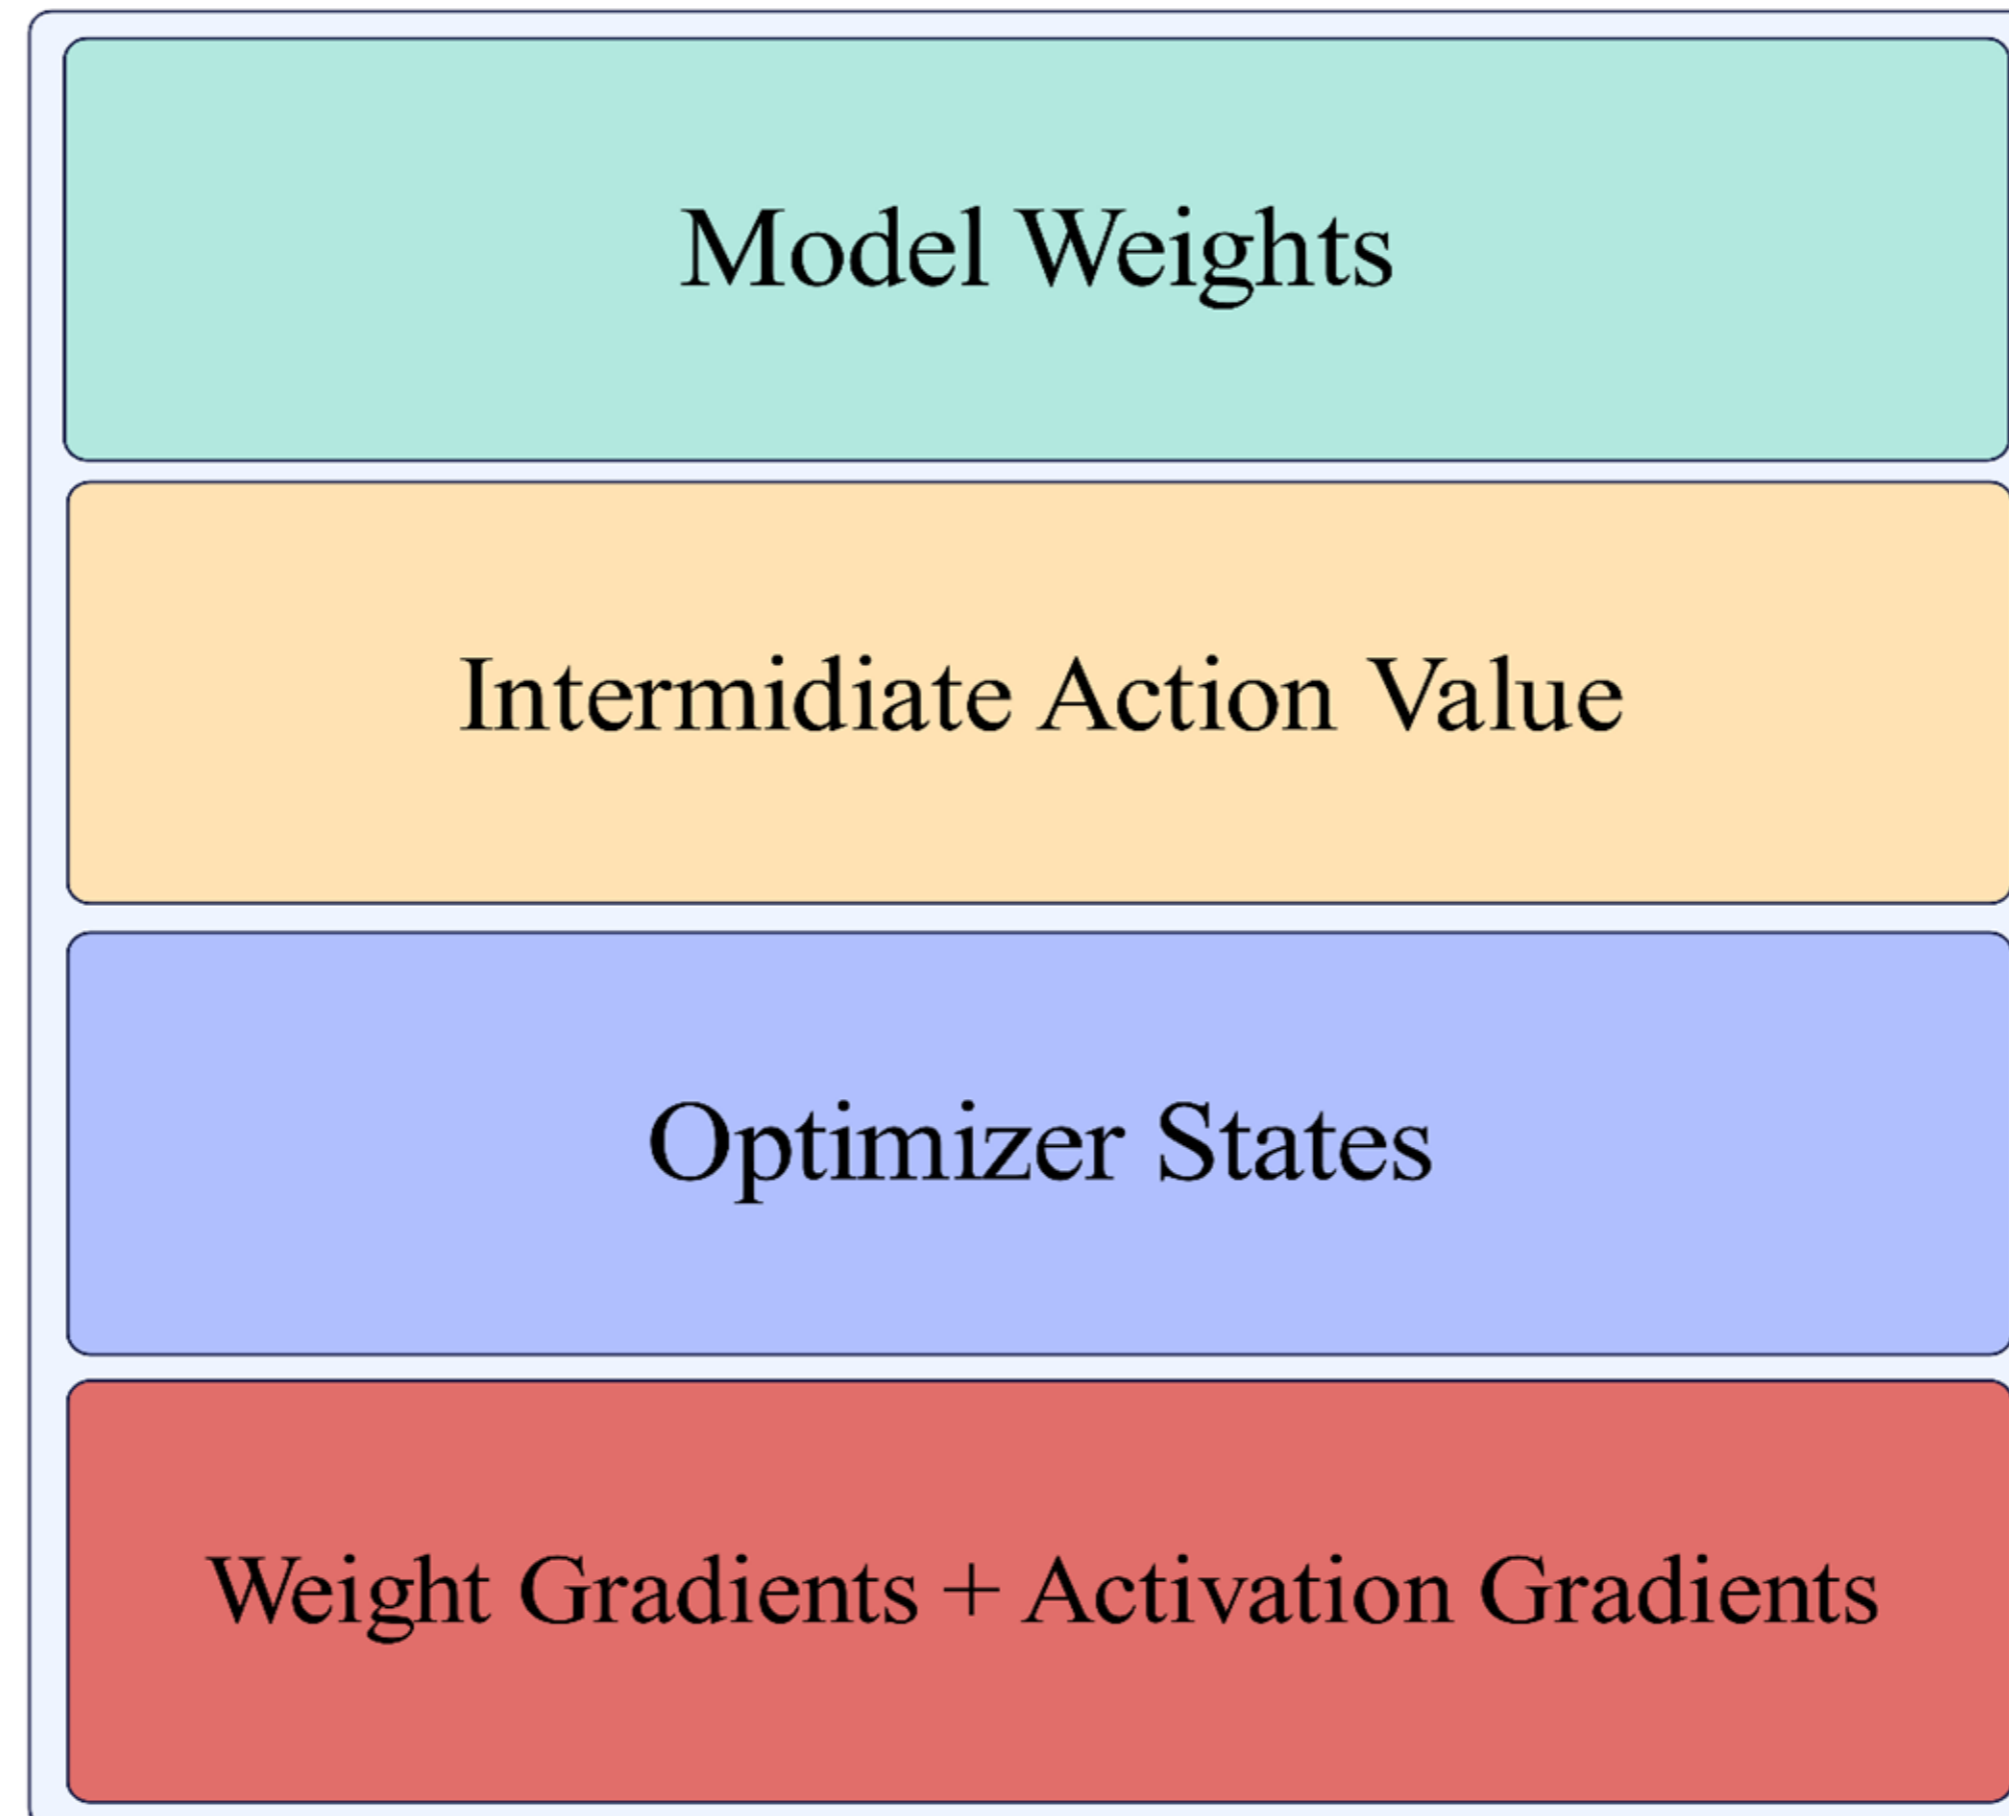 Model Weights
Intermidiate Action Value
Optimizer States
Weight Gradients + Activation Gradients